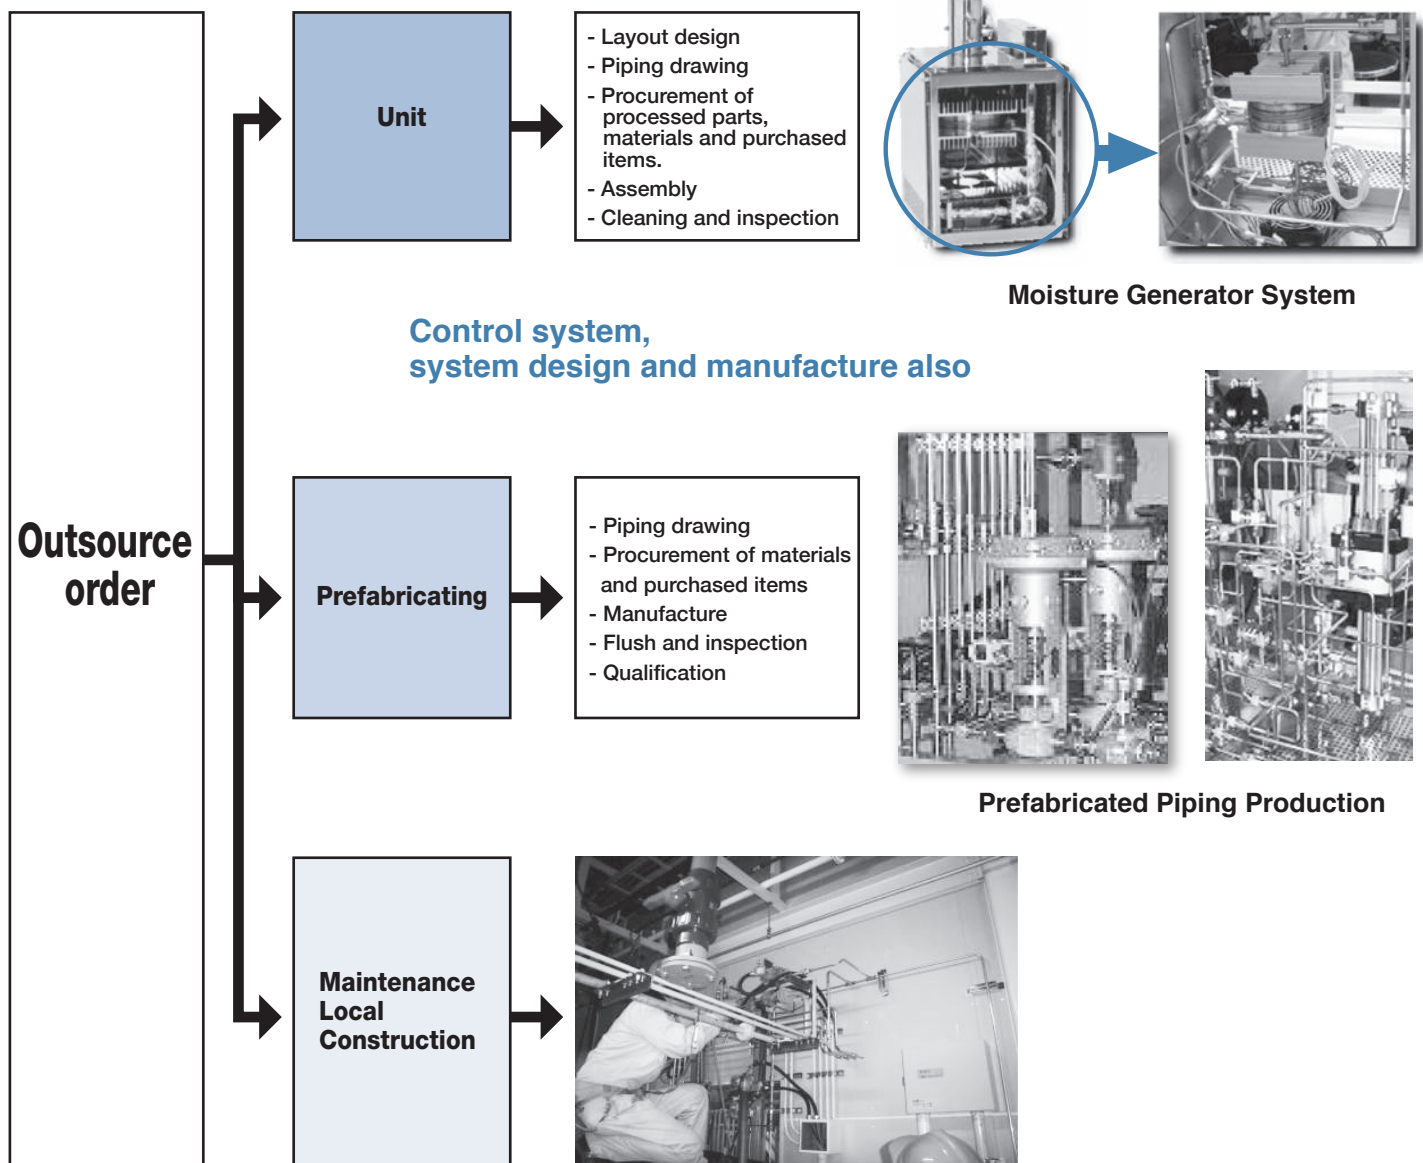 Outsource
order
Unit
- Layout design
- Piping drawing
- Procurement of
processed parts,
materials and purchased
items.
- Assembly
- Cleaning and inspection
Moisture Generator System
Control system,
system design and manufacture also
Prefabricating
- Piping drawing
- Procurement of materials
and purchased items
- Manufacture
- Flush and inspection
- Qualification
Prefabricated Piping Production
Maintenance
Local
Construction